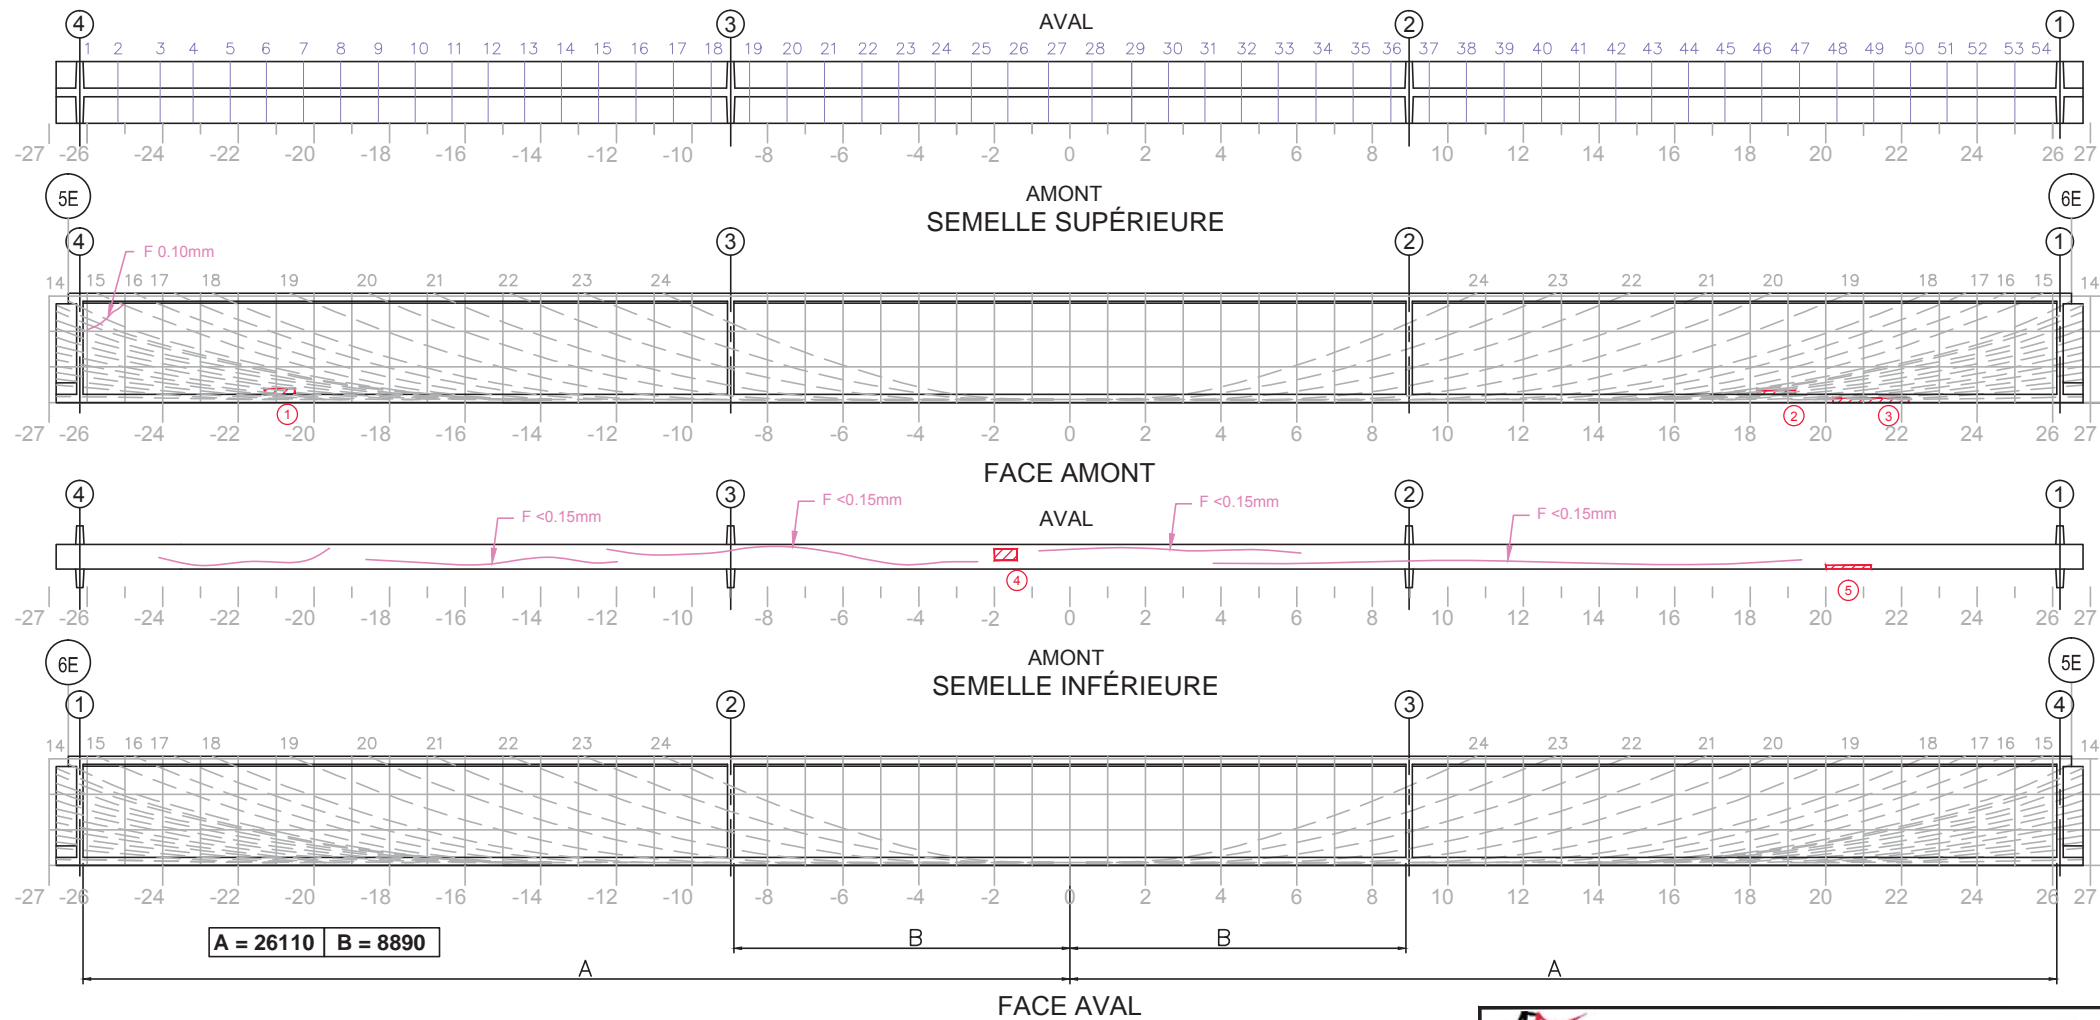 4 3 AVAL 2 1
1 2 3 4 5 6 7 8 9 10 11 12 13 14 15 16 17 18 19 20 21 22 23 24 25 26 27 28 29 30 31 32 33 34 35 36 37 38 39 40 41 42 43 44 45 46 47 48 49 50 51 52 53 54
-27 -26 -24 -22 -20 -18 -16 -14 -12 -10 -8 -6 -4 -2 0 2 4 6 8 10 12 14 16 18 20 22 24 26 27
5E AMONT 6E
SEMELLE SUPÉRIEURE
4 3 2 1
F 0.10mm
14 15 16 17 18 19 20 21 22 23 24 24 23 22 21 20 19 18 17 16 15 14
1 2 3
-27 -26 -24 -22 -20 -18 -16 -14 -12 -10 -8 -6 -4 -2 0 2 4 6 8 10 12 14 16 18 20 22 24 26 27
FACE AMONT
4 3 2 1
F <0.15mm F <0.15mm F <0.15mm F <0.15mm
AVAL
4 5
-27 -26 -24 -22 -20 -18 -16 -14 -12 -10 -8 -6 -4 -2 0 2 4 6 8 10 12 14 16 18 20 22 24 26 27
6E AMONT 5E
SEMELLE INFÉRIEURE
1 2 3 4
14 15 16 17 18 19 20 21 22 23 24 24 23 22 21 20 19 18 17 16 15 14
-27 -26 -24 -22 -20 -18 -16 -14 -12 -10 -8 -6 -4 -2 0 2 4 6 8 10 12 14 16 18 20 22 24 26 27
A = 26110 B = 8890 B B
A A
FACE AVAL